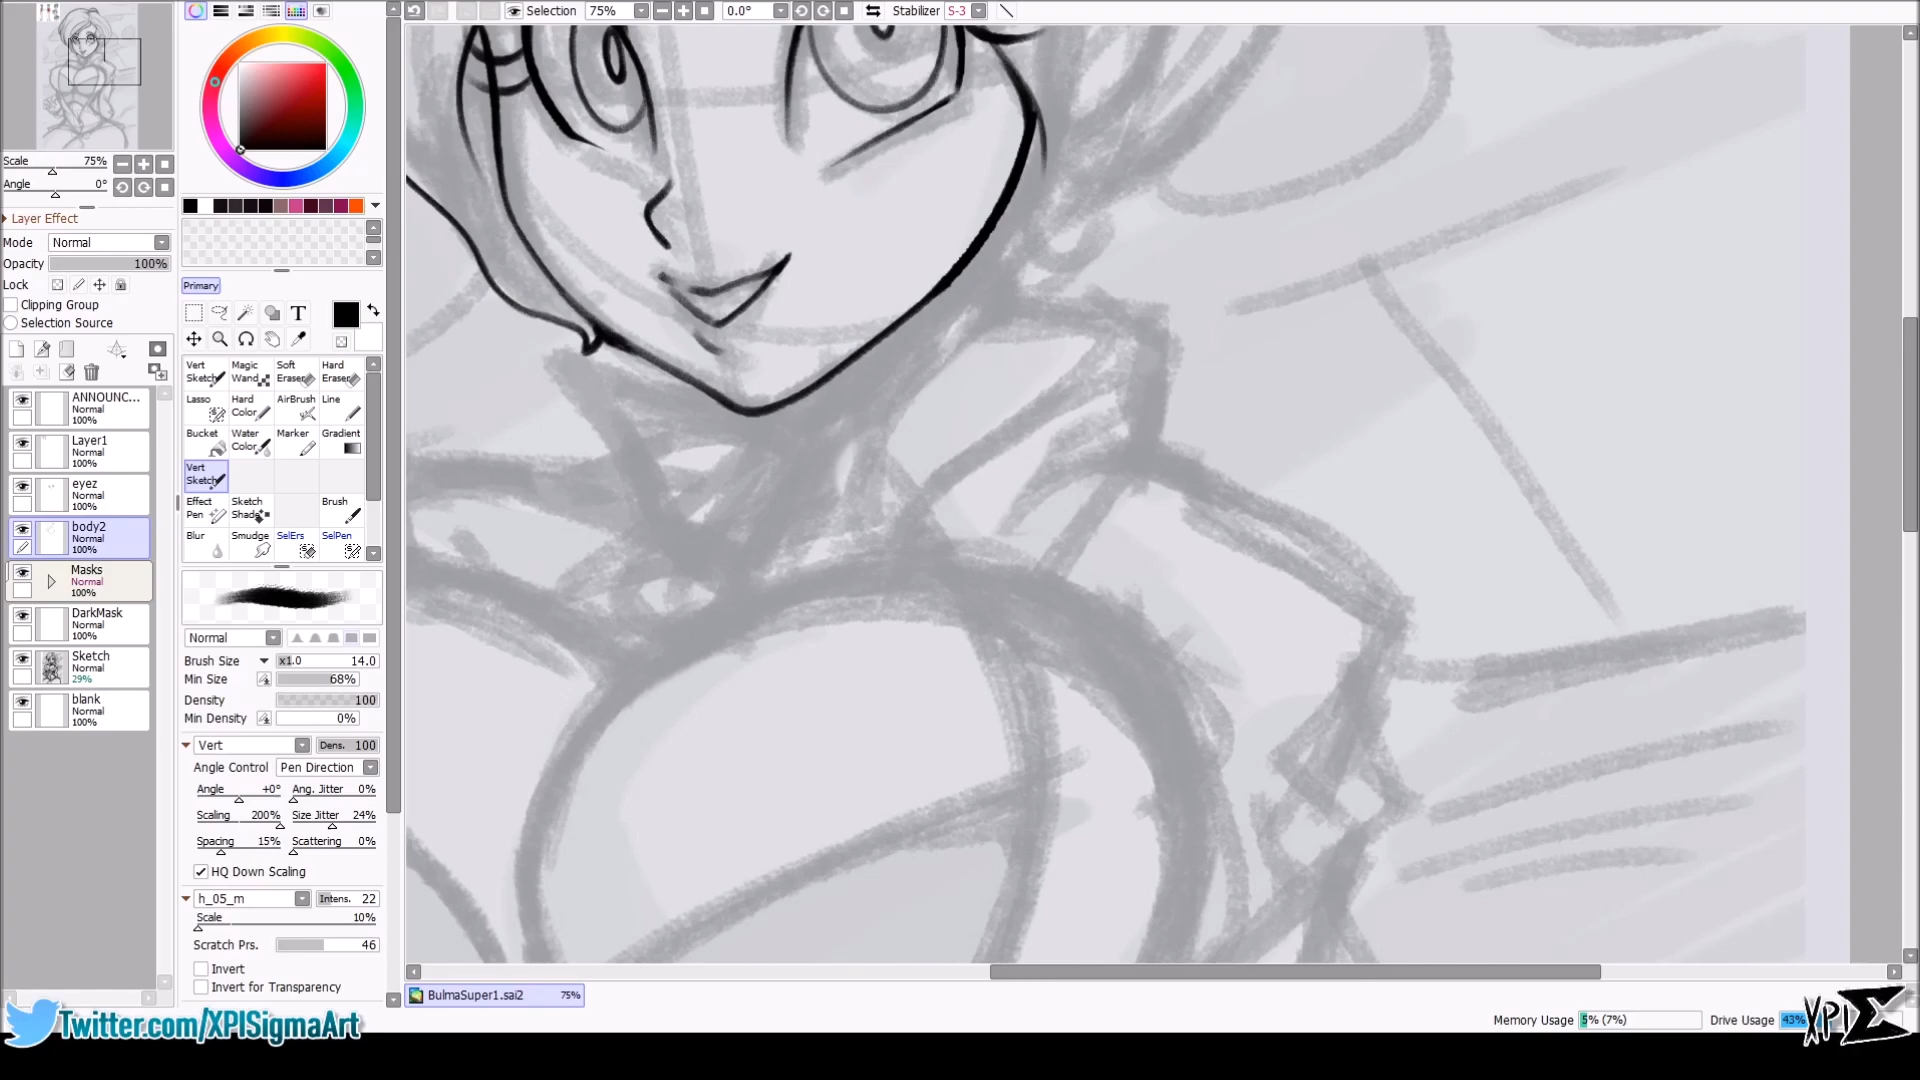 Selection 75% 0.0° Stabilizer S-3
Scale 75%
Angle 0°
Layer Effect
Mode Normal
Opacity 100%
Lock
Clipping Group
Selection Source
ANNOUNC...
Normal
100%
Layer1
Normal
100%
eyez
Normal
100%
body2
Normal
100%
Masks
Normal
100%
DarkMask
Normal
100%
Sketch
Normal
29%
blank
Normal
100%
Primary
T
Vert Sketch
Magic Wand
Soft Eraser
Hard Eraser
Lasso
Hard Color
AirBrush
Line
Bucket
Water Color
Marker
Gradient
Vert Sketch
Effect Pen
Sketch Shade
Brush
Blur
Smudge
SelErs
SelPen
Normal
Brush Size x1.0 14.0
Min Size 68%
Density 100
Min Density 0%
Vert Dens. 100
Angle Control Pen Direction
Angle +0° Ang. Jitter 0%
Scaling 200% Size Jitter 24%
Spacing 15% Scattering 0%
HQ Down Scaling
h_05_m Intens. 22
Scale 10%
Scratch Prs. 46
Invert
Invert for Transparency
BulmaSuper1.sai2 75%
Memory Usage 5% (7%) Drive Usage 43%
Twitter.com/XPISigmaArt
XPIΣ